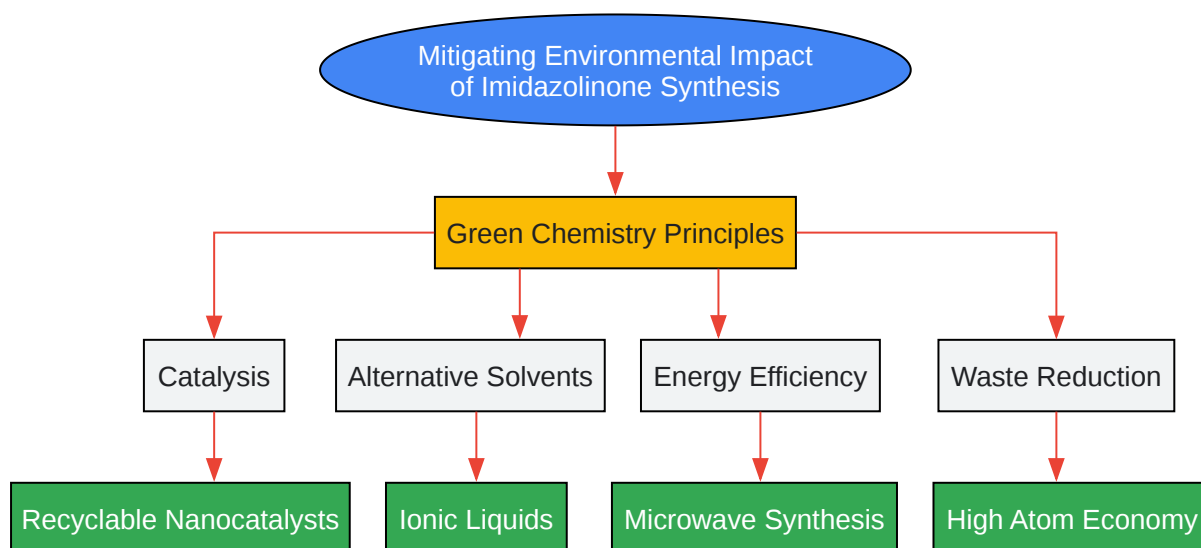 Mitigating Environmental Impact
of Imidazolinone Synthesis
Green Chemistry Principles
Catalysis
Alternative Solvents
Energy Efficiency
Waste Reduction
Recyclable Nanocatalysts
Ionic Liquids
Microwave Synthesis
High Atom Economy